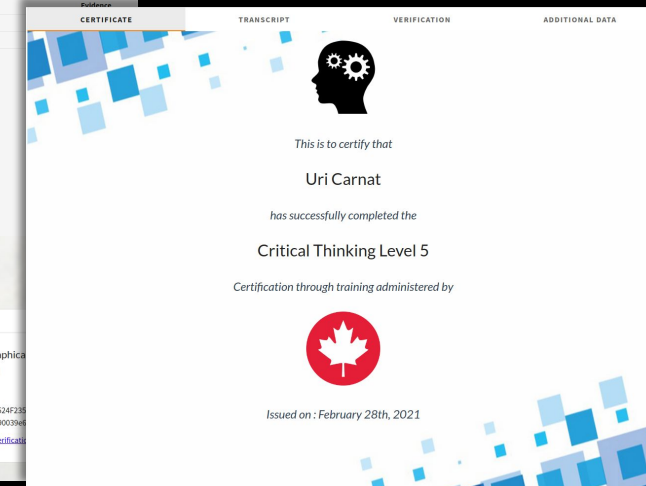 Evidence
CERTIFICATE TRANSCRIPT VERIFICATION ADDITIONAL DATA
This is to certify that
Uri Carnat
has successfully completed the
Critical Thinking Level 5
Certification through training administered by
Issued on : February 28th, 2021